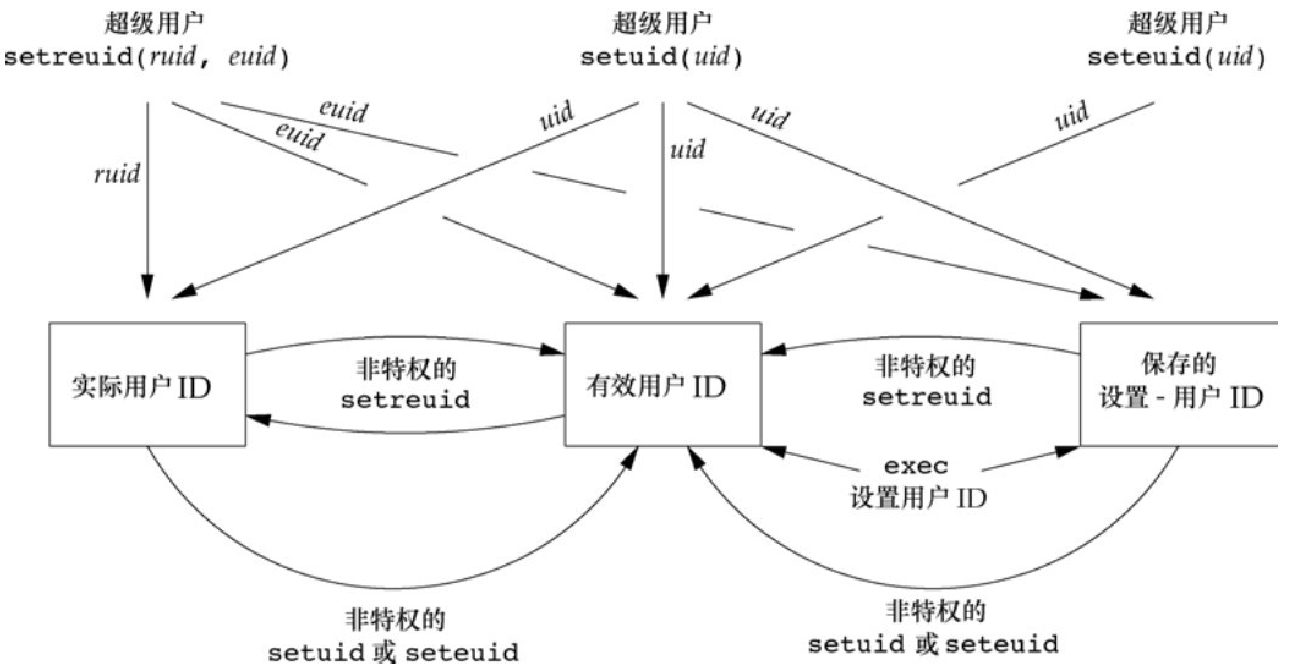 超级用户
setreuid(ruid, euid)
超级用户
setuid(uid)
超级用户
seteuid(uid)
euid
euid
ruid
uid
uid
uid
uid
实际用户 ID
非特权的
setreuid
有效用户 ID
非特权的
setreuid
保存的
设置 - 用户 ID
exec
设置用户 ID
非特权的
setuid 或 seteuid
非特权的
setuid 或 seteuid